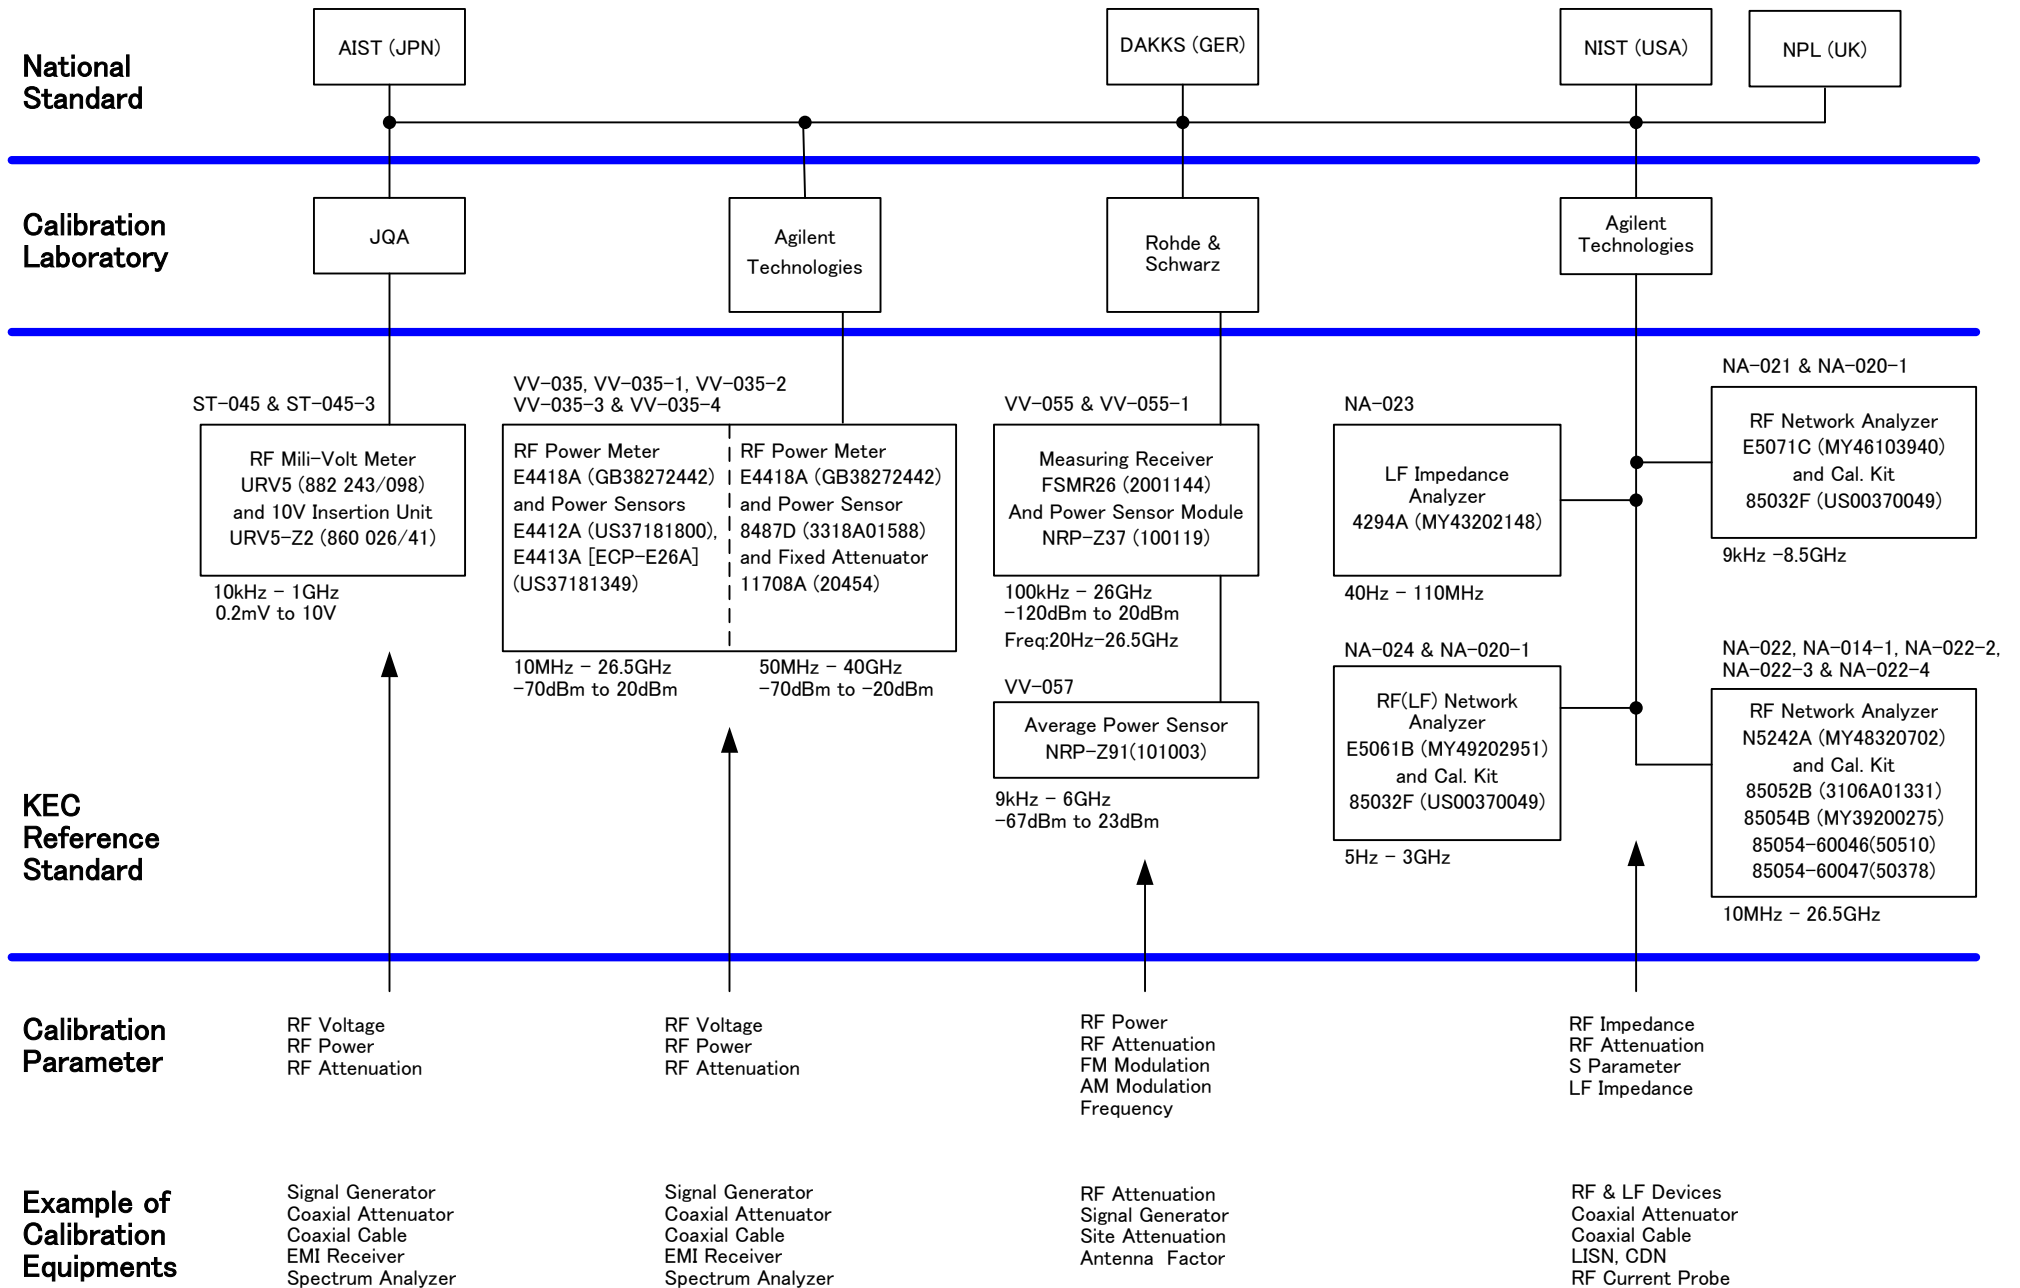 National
Standard
AIST (JPN)
DAKKS (GER)
NIST (USA)
NPL (UK)
Calibration
Laboratory
JQA
Agilent
Technologies
Rohde &
Schwarz
Agilent
Technologies
KEC
Reference
Standard
ST-045 & ST-045-3
RF Mili-Volt Meter
URV5 (882 243/098)
and 10V Insertion Unit
URV5-Z2 (860 026/41)
10kHz - 1GHz
0.2mV to 10V
VV-035, VV-035-1, VV-035-2
VV-035-3 & VV-035-4
RF Power Meter
E4418A (GB38272442)
and Power Sensors
E4412A (US37181800),
E4413A [ECP-E26A]
(US37181349)
10MHz - 26.5GHz
-70dBm to 20dBm
RF Power Meter
E4418A (GB38272442)
and Power Sensor
8487D (3318A01588)
and Fixed Attenuator
11708A (20454)
50MHz - 40GHz
-70dBm to -20dBm
VV-055 & VV-055-1
Measuring Receiver
FSMR26 (2001144)
And Power Sensor Module
NRP-Z37 (100119)
100kHz - 26GHz
-120dBm to 20dBm
Freq:20Hz-26.5GHz
VV-057
Average Power Sensor
NRP-Z91(101003)
9kHz - 6GHz
-67dBm to 23dBm
NA-023
LF Impedance
Analyzer
4294A (MY43202148)
40Hz - 110MHz
NA-024 & NA-020-1
RF(LF) Network
Analyzer
E5061B (MY49202951)
and Cal. Kit
85032F (US00370049)
5Hz - 3GHz
NA-021 & NA-020-1
RF Network Analyzer
E5071C (MY46103940)
and Cal. Kit
85032F (US00370049)
9kHz -8.5GHz
NA-022, NA-014-1, NA-022-2,
NA-022-3 & NA-022-4
RF Network Analyzer
N5242A (MY48320702)
and Cal. Kit
85052B (3106A01331)
85054B (MY39200275)
85054-60046(50510)
85054-60047(50378)
10MHz - 26.5GHz
Calibration
Parameter
RF Voltage
RF Power
RF Attenuation
RF Voltage
RF Power
RF Attenuation
RF Power
RF Attenuation
FM Modulation
AM Modulation
Frequency
RF Impedance
RF Attenuation
S Parameter
LF Impedance
Example of
Calibration
Equipments
Signal Generator
Coaxial Attenuator
Coaxial Cable
EMI Receiver
Spectrum Analyzer
Signal Generator
Coaxial Attenuator
Coaxial Cable
EMI Receiver
Spectrum Analyzer
RF Attenuation
Signal Generator
Site Attenuation
Antenna Factor
RF & LF Devices
Coaxial Attenuator
Coaxial Cable
LISN, CDN
RF Current Probe